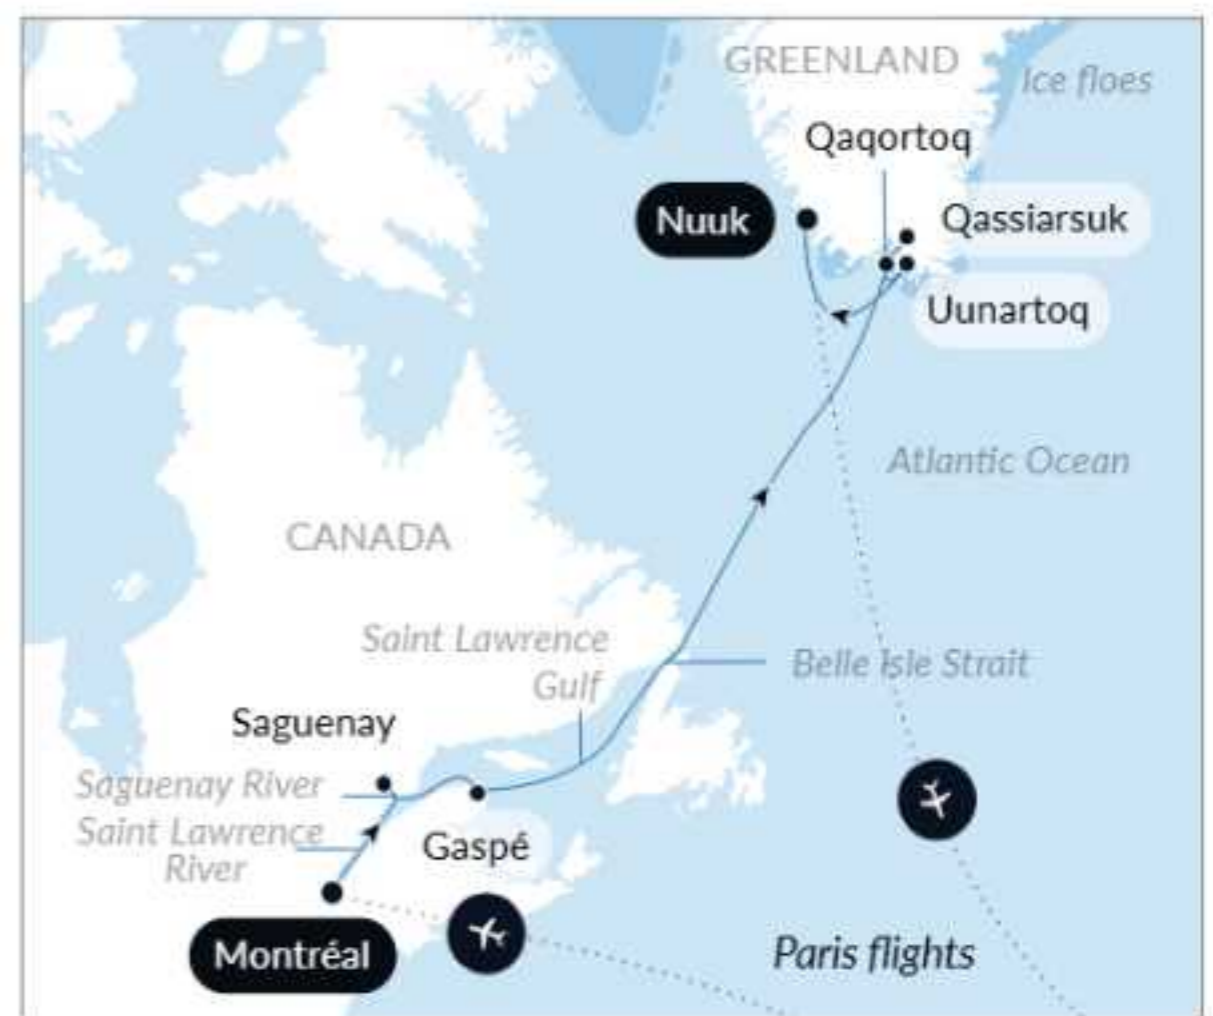 GREENLAND
Ice floes
Qaqortoq
Nuuk
Qassiarsuk
Uunartoq
Atlantic Ocean
CANADA
Saint Lawrence
Gulf
Belle Isle Strait
Saguenay
Saguenay River
Saint Lawrence
River
Gaspé
Montréal
Paris flights